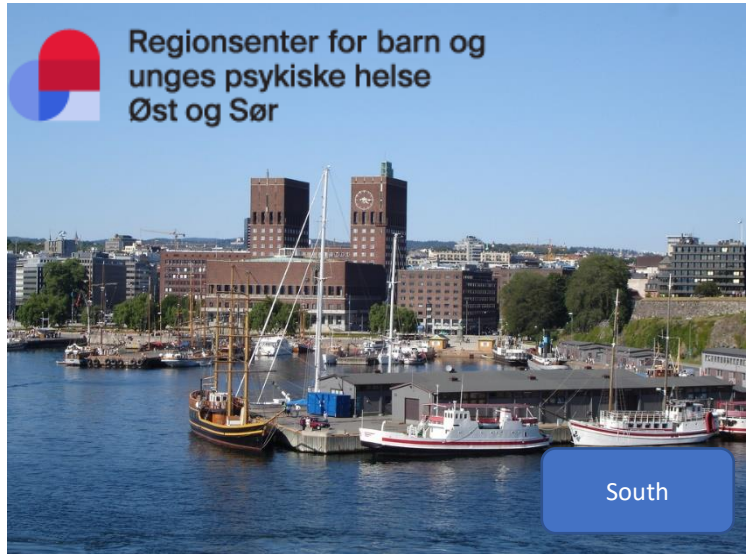 Regionsenter for barn og
unges psykiske helse
Øst og Sør
South